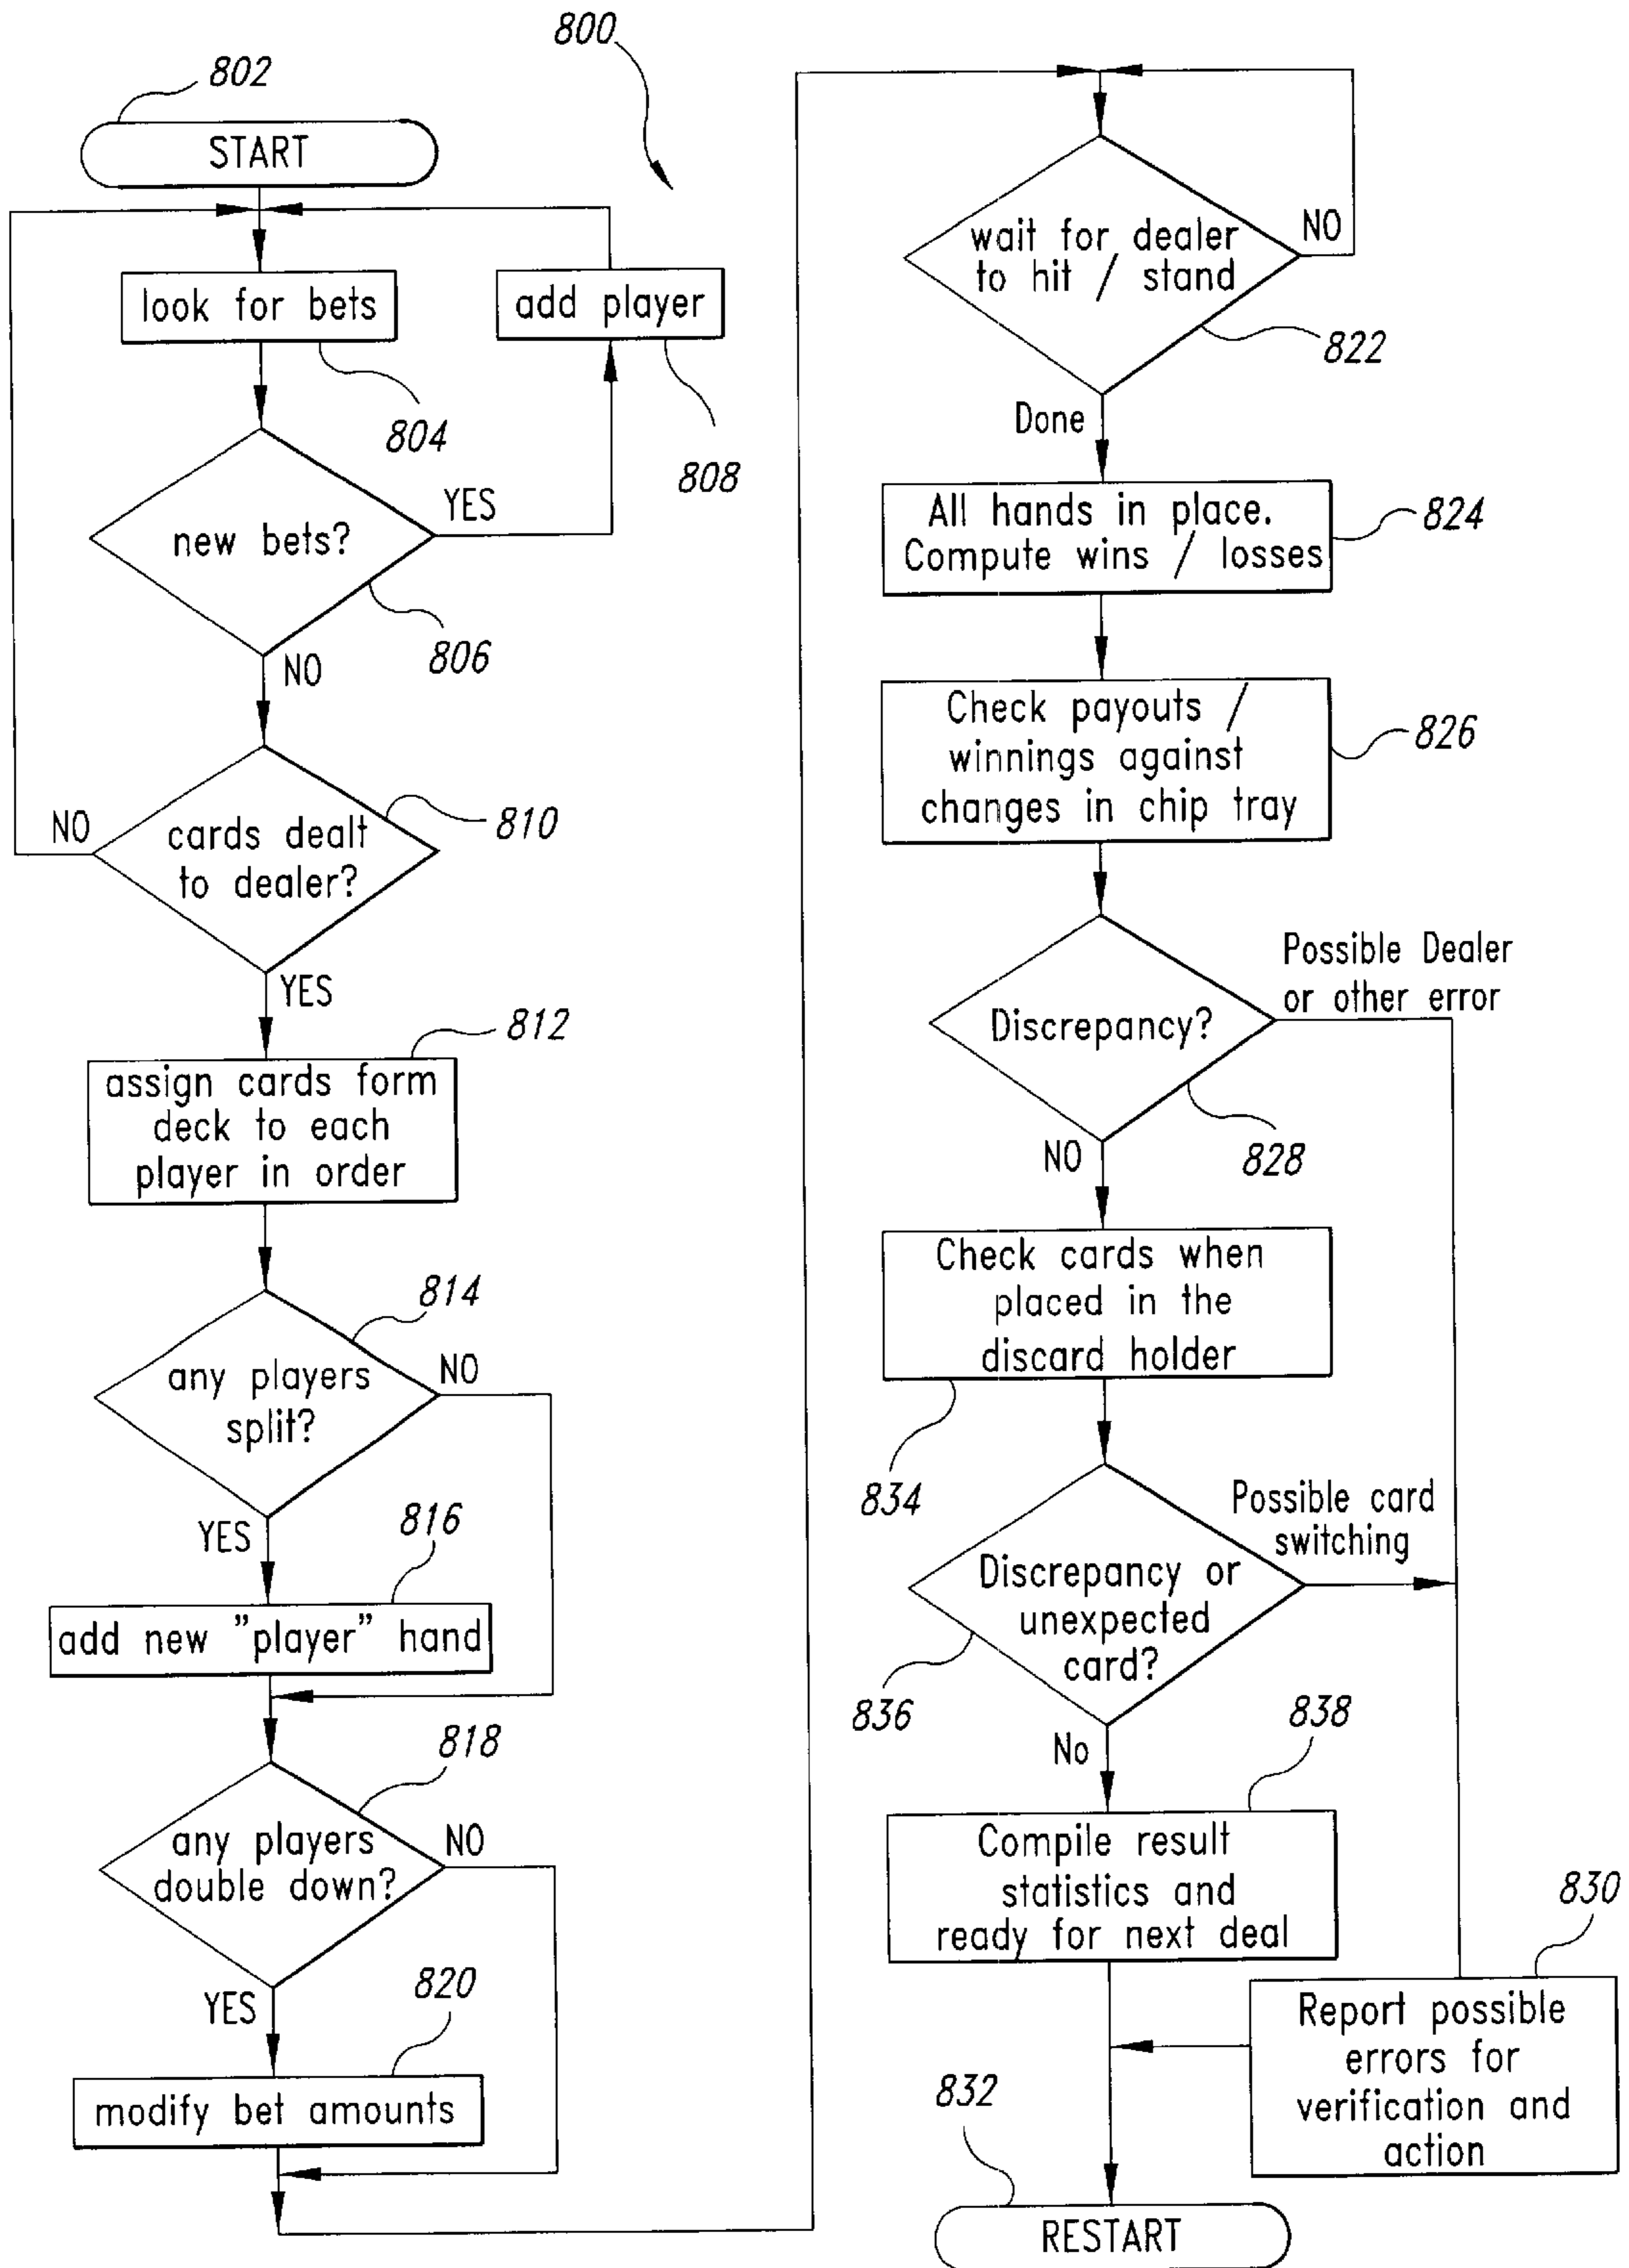 800
802
START
look for bets
804
add player
808
new bets?
YES
806
NO
cards dealt
to dealer?
NO
810
YES
812
assign cards form
deck to each
player in order
814
any players
split?
NO
YES
816
add new "player" hand
818
any players
double down?
NO
YES
820
modify bet amounts
wait for dealer
to hit / stand
NO
822
Done
All hands in place.
Compute wins / losses
824
Check payouts /
winnings against
changes in chip tray
826
Discrepancy?
Possible Dealer
or other error
828
NO
Check cards when
placed in the
discard holder
834
Discrepancy or
unexpected
card?
Possible card
switching
836
No
838
Compile result
statistics and
ready for next deal
830
Report possible
errors for
verification and
action
832
RESTART